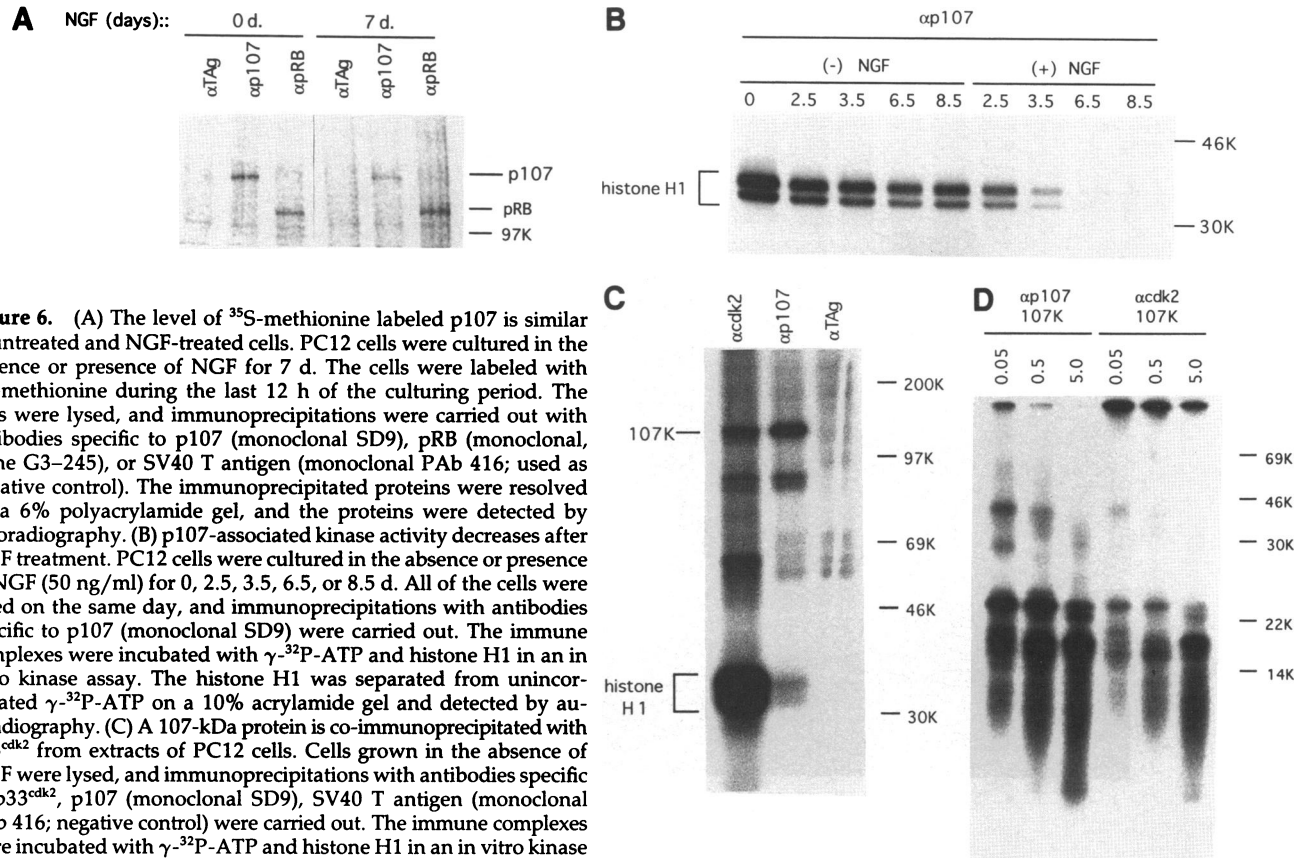 A
NGF (days)::
0 d.
7 d.
αTAg
αp107
αpRB
αTAg
αp107
αpRB
p107
pRB
97K
B
αp107
(-) NGF
(+) NGF
0 2.5 3.5 6.5 8.5 2.5 3.5 6.5 8.5
46K
histone H1
30K
C
αcdk2
αp107
αTAg
200K
107K
97K
69K
46K
histone
H 1
30K
D
αp107
107K
αcdk2
107K
0.05
0.5
5.0
0.05
0.5
5.0
69K
46K
30K
22K
14K
ure 6. (A) The level of ³⁵S-methionine labeled p107 is similar
ntreated and NGF-treated cells. PC12 cells were cultured in the
ence or presence of NGF for 7 d. The cells were labeled with
methionine during the last 12 h of the culturing period. The
s were lysed, and immunoprecipitations were carried out with
ibodies specific to p107 (monoclonal SD9), pRB (monoclonal,
ne G3–245), or SV40 T antigen (monoclonal PAb 416; used as
ative control). The immunoprecipitated proteins were resolved
a 6% polyacrylamide gel, and the proteins were detected by
oradiography. (B) p107-associated kinase activity decreases after
F treatment. PC12 cells were cultured in the absence or presence
NGF (50 ng/ml) for 0, 2.5, 3.5, 6.5, or 8.5 d. All of the cells were
ed on the same day, and immunoprecipitations with antibodies
cific to p107 (monoclonal SD9) were carried out. The immune
mplexes were incubated with γ-³²P-ATP and histone H1 in an in
o kinase assay. The histone H1 was separated from unincor-
ated γ-³²P-ATP on a 10% acrylamide gel and detected by au-
adiography. (C) A 107-kDa protein is co-immunoprecipitated with
cdk2 from extracts of PC12 cells. Cells grown in the absence of
F were lysed, and immunoprecipitations with antibodies specific
p33cdk2, p107 (monoclonal SD9), SV40 T antigen (monoclonal
b 416; negative control) were carried out. The immune complexes
re incubated with γ-³²P-ATP and histone H1 in an in vitro kinase